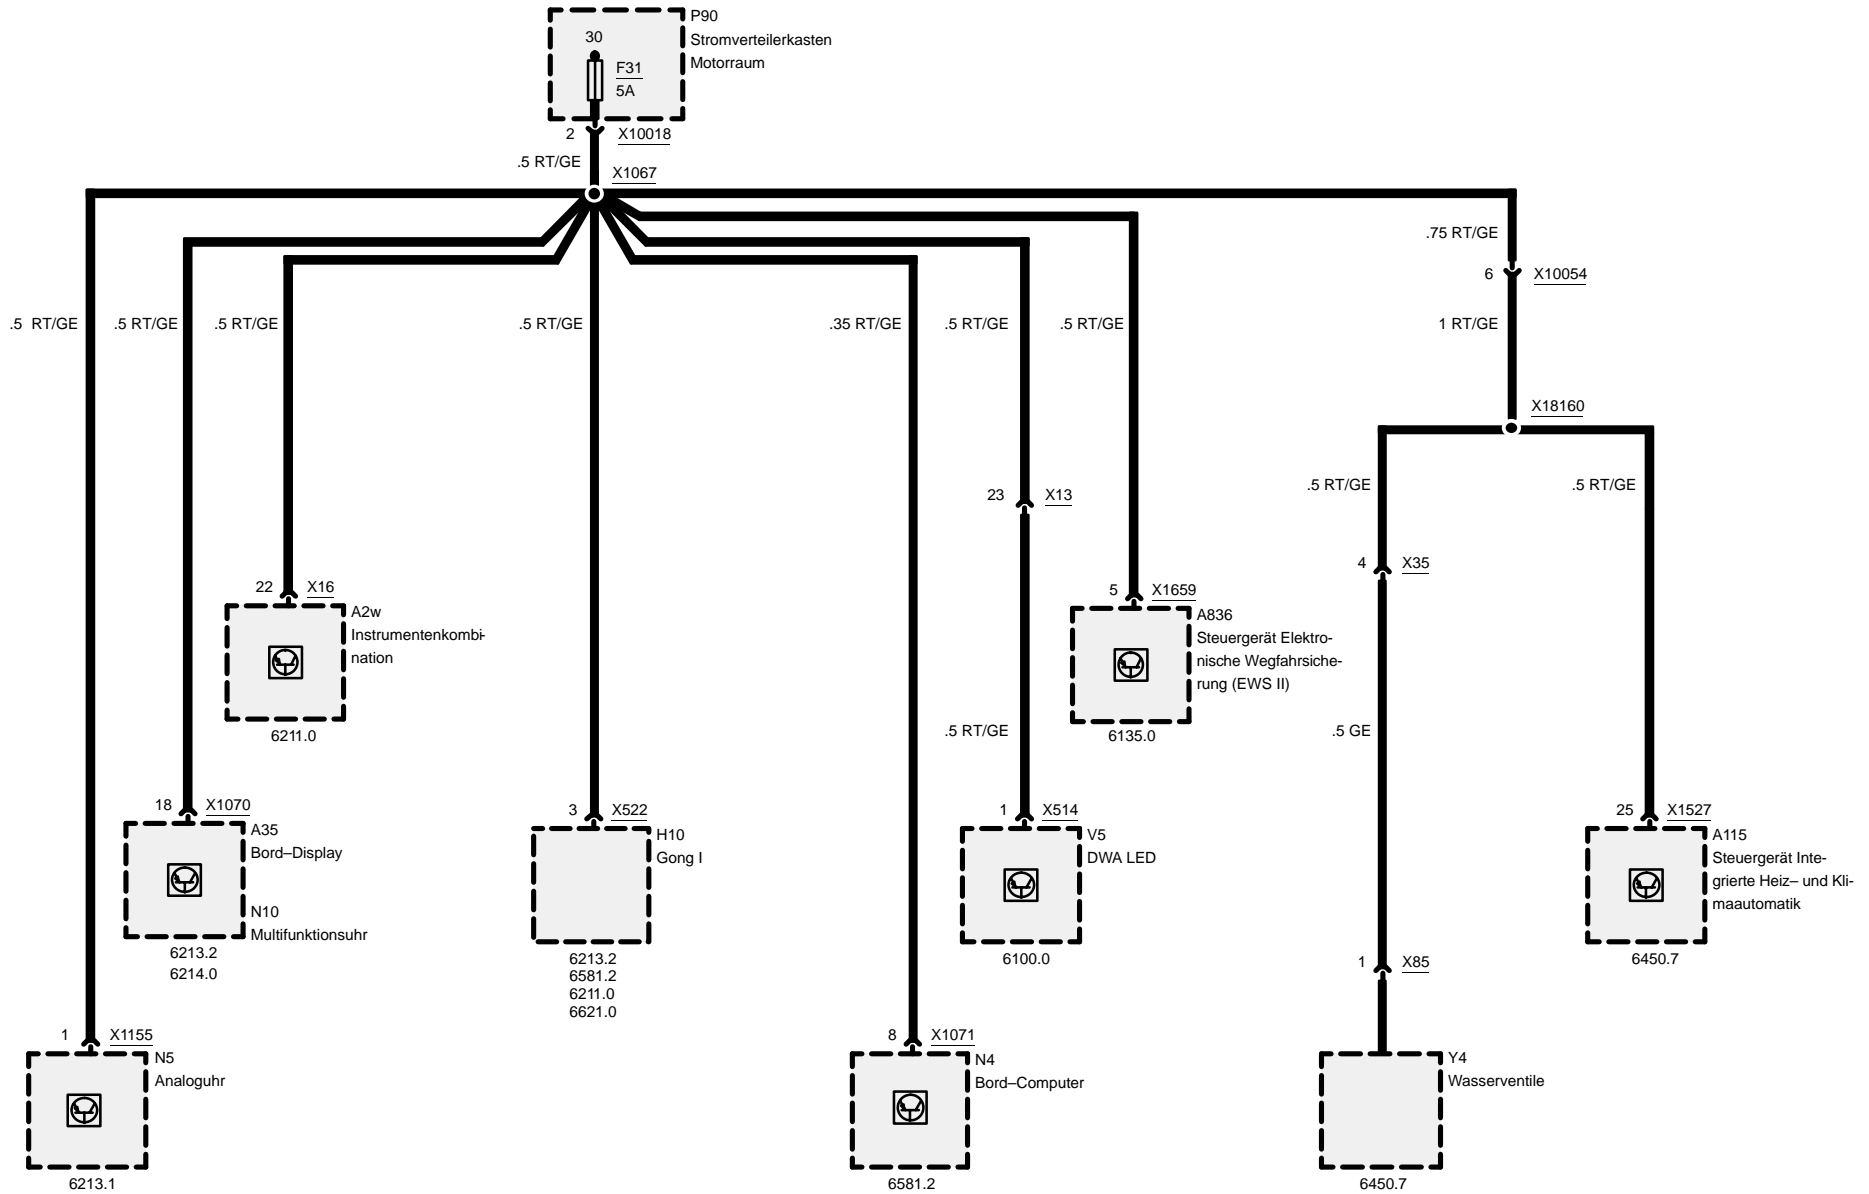 P90
Stromverteilerkasten
Motorraum
30
F31
5A
2
X10018
.5 RT/GE
X1067
.75 RT/GE
6
X10054
.5  RT/GE
.5 RT/GE
.5 RT/GE
.5 RT/GE
.35 RT/GE
.5 RT/GE
.5 RT/GE
1 RT/GE
X18160
.5 RT/GE
.5 RT/GE
23
X13
4
X35
22
X16
A2w
Instrumentenkombi-
nation
6211.0
5
X1659
A836
Steuergerät Elektro-
nische Wegfahrsiche-
rung (EWS II)
6135.0
.5 RT/GE
.5 GE
18
X1070
A35
Bord–Display
N10
Multifunktionsuhr
6213.2
6214.0
3
X522
H10
Gong I
6213.2
6581.2
6211.0
6621.0
1
X514
V5
DWA LED
6100.0
25
X1527
A115
Steuergerät Inte-
grierte Heiz– und Kli-
maautomatik
6450.7
1
X85
1
X1155
N5
Analoguhr
6213.1
8
X1071
N4
Bord–Computer
6581.2
Y4
Wasserventile
6450.7